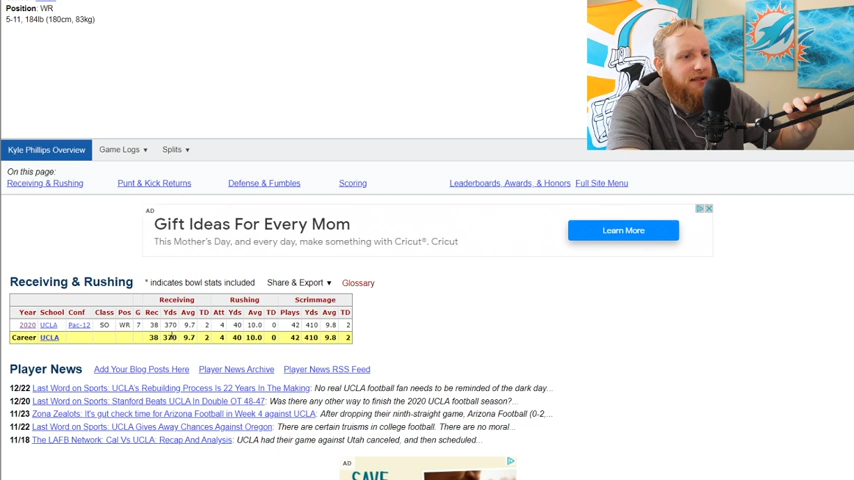 Position: WR
5-11, 184lb (180cm, 83kg)
Kyle Phillips Overview Game Logs ▼ Splits ▼
On this page:
Receiving & Rushing Punt & Kick Returns Defense & Fumbles Scoring Leaderboards, Awards, & Honors Full Site Menu
AD
Gift Ideas For Every Mom
This Mother's Day, and every day, make something with Cricut®. Cricut
Learn More
Receiving & Rushing * indicates bowl stats included Share & Export ▼ Glossary
Receiving Rushing Scrimmage
Year School Conf Class Pos G Rec Yds Avg TD Att Yds Avg TD Plays Yds Avg TD
2020 UCLA Pac-12 SO WR 7 38 370 9.7 2 4 40 10.0 0 42 410 9.8 2
Career UCLA 38 370 9.7 2 4 40 10.0 0 42 410 9.8 2
Player News Add Your Blog Posts Here Player News Archive Player News RSS Feed
12/22 Last Word on Sports: UCLA's Rebuilding Process Is 22 Years In The Making: No real UCLA football fan needs to be reminded of the dark day...
12/20 Last Word on Sports: Stanford Beats UCLA In Double OT 48-47: Was there any other way to finish the 2020 UCLA football season?...
11/23 Zona Zealots: It's gut check time for Arizona Football in Week 4 against UCLA: After dropping their ninth-straight game, Arizona Football (0-2,...
11/22 Last Word on Sports: UCLA Gives Away Chances Against Oregon: There are certain truisms in college football. There are no moral...
11/18 The LAFB Network: Cal Vs UCLA: Recap And Analysis: UCLA had their game against Utah canceled, and then scheduled...
AD
SAVE